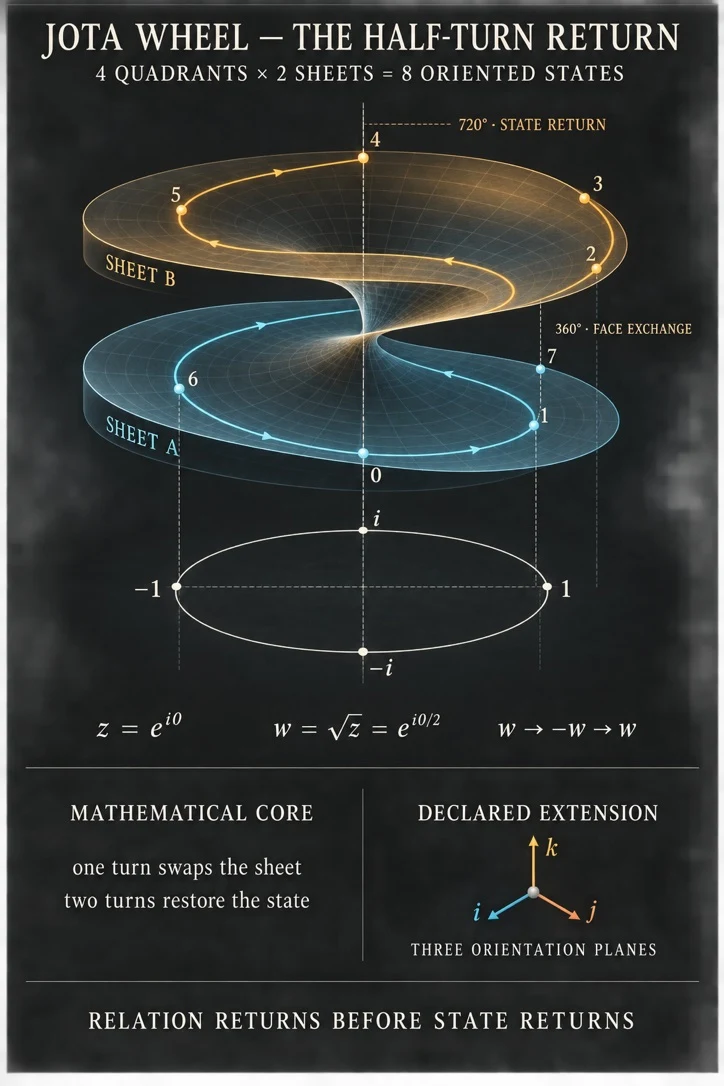 JOTA WHEEL — THE HALF-TURN RETURN
4 QUADRANTS × 2 SHEETS = 8 ORIENTED STATES
720° · STATE RETURN
4
3
5
2
SHEET B
360° · FACE EXCHANGE
7
6
1
SHEET A
0
i
−1
1
−i
z = e^{i0}
w = √z = e^{i0/2}
w → −w → w
MATHEMATICAL CORE
one turn swaps the sheet
two turns restore the state
DECLARED EXTENSION
k
i
j
THREE ORIENTATION PLANES
RELATION RETURNS BEFORE STATE RETURNS